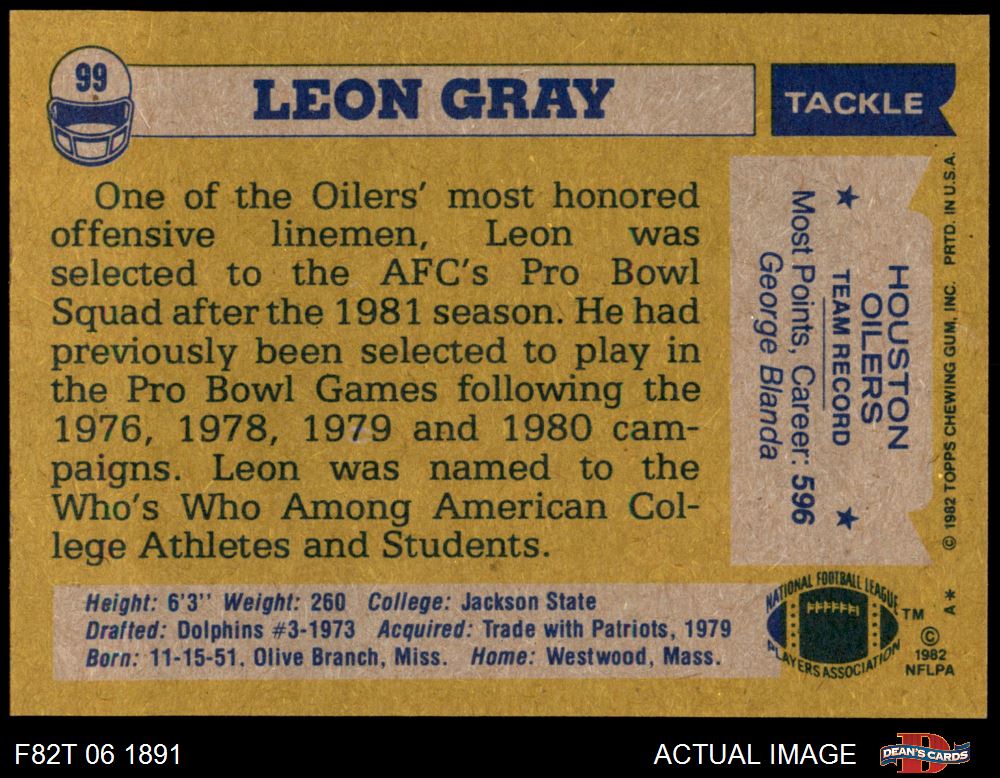 99
LEON GRAY
TACKLE
One of the Oilers' most honored
offensive linemen, Leon was
selected to the AFC's Pro Bowl
Squad after the 1981 season. He had
previously been selected to play in
the Pro Bowl Games following the
1976, 1978, 1979 and 1980 cam-
paigns. Leon was named to the
Who's Who Among American Col-
lege Athletes and Students.
HOUSTON
OILERS
TEAM RECORD
Most Points, Career: 596
George Blanda
© 1982 TOPPS CHEWING GUM, INC. PRTD. IN U.S.A.
Height: 6'3" Weight: 260 College: Jackson State
Drafted: Dolphins #3-1973 Acquired: Trade with Patriots, 1979
Born: 11-15-51. Olive Branch, Miss. Home: Westwood, Mass.
NATIONAL FOOTBALL LEAGUE
PLAYERS ASSOCIATION
TM
A*
©
1982
NFLPA
F82T 06 1891
ACTUAL IMAGE
DEAN'S CARDS